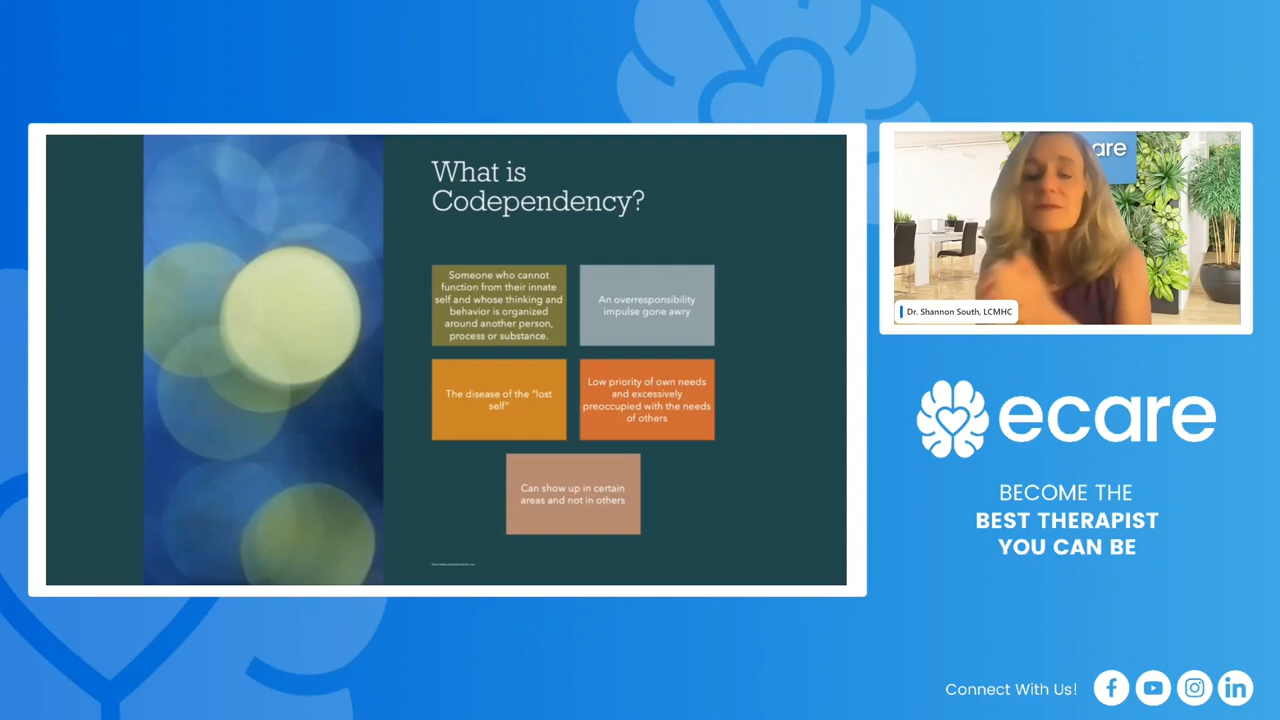 What is
Codependency?
Someone who cannot
function from their innate
self and whose thinking and
behavior is organized
around another person,
process or substance.
An overresponsibility
impulse gone awry
The disease of the "lost
self"
Low priority of own needs
and excessively
preoccupied with the needs
of others
Can show up in certain
areas and not in others
are
Dr. Shannon South, LCMHC
ecare
BECOME THE
BEST THERAPIST
YOU CAN BE
Connect With Us!